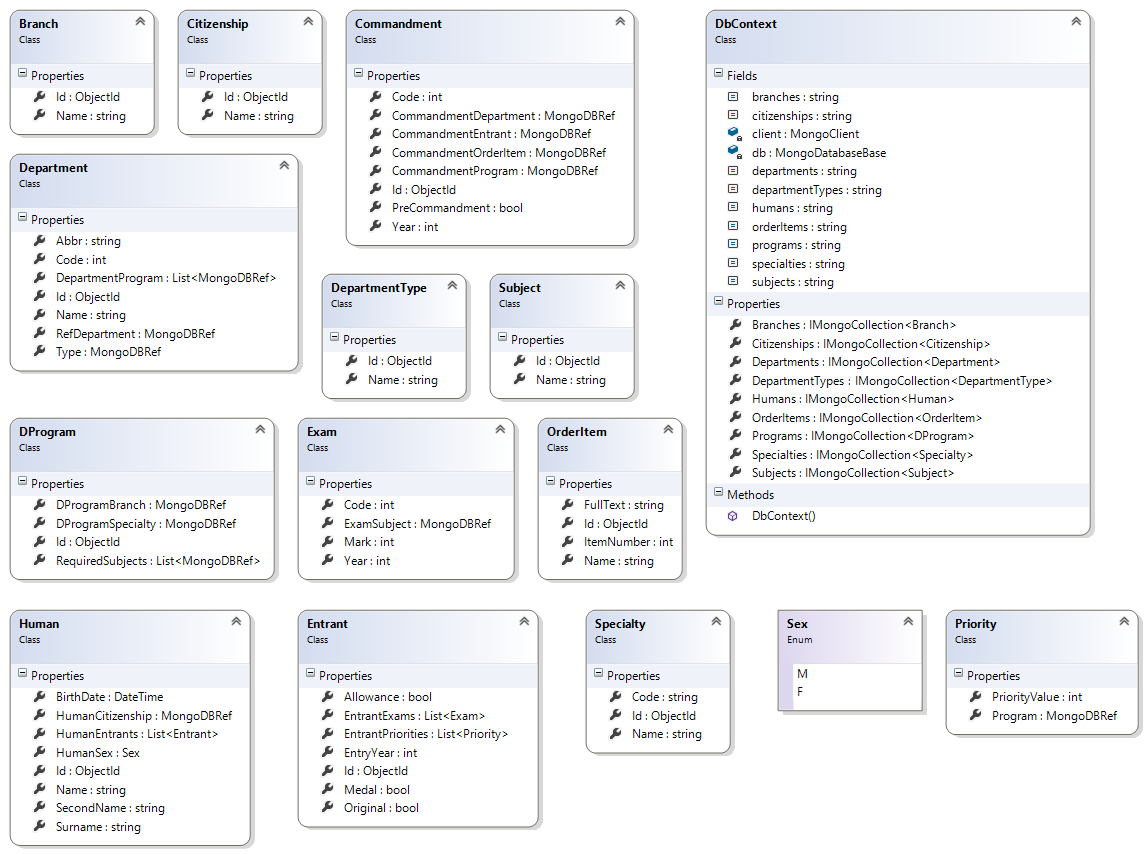 Branch
Class
Properties
Id : ObjectId
Name : string
Citizenship
Class
Properties
Id : ObjectId
Name : string
Commandment
Class
Properties
Code : int
CommandmentDepartment : MongoDBRef
CommandmentEntrant : MongoDBRef
CommandmentOrderItem : MongoDBRef
CommandmentProgram : MongoDBRef
Id : ObjectId
PreCommandment : bool
Year : int
DbContext
Class
Fields
branches : string
citizenships : string
client : MongoClient
db : MongoDatabaseBase
departments : string
departmentTypes : string
humans : string
orderItems : string
programs : string
specialties : string
subjects : string
Properties
Branches : IMongoCollection<Branch>
Citizenships : IMongoCollection<Citizenship>
Departments : IMongoCollection<Department>
DepartmentTypes : IMongoCollection<DepartmentType>
Humans : IMongoCollection<Human>
OrderItems : IMongoCollection<OrderItem>
Programs : IMongoCollection<DProgram>
Specialties : IMongoCollection<Specialty>
Subjects : IMongoCollection<Subject>
Methods
DbContext()
Department
Class
Properties
Abbr : string
Code : int
DepartmentProgram : List<MongoDBRef>
Id : ObjectId
Name : string
RefDepartment : MongoDBRef
Type : MongoDBRef
DepartmentType
Class
Properties
Id : ObjectId
Name : string
Subject
Class
Properties
Id : ObjectId
Name : string
DProgram
Class
Properties
DProgramBranch : MongoDBRef
DProgramSpecialty : MongoDBRef
Id : ObjectId
RequiredSubjects : List<MongoDBRef>
Exam
Class
Properties
Code : int
ExamSubject : MongoDBRef
Mark : int
Year : int
OrderItem
Class
Properties
FullText : string
Id : ObjectId
ItemNumber : int
Name : string
Human
Class
Properties
BirthDate : DateTime
HumanCitizenship : MongoDBRef
HumanEntrants : List<Entrant>
HumanSex : Sex
Id : ObjectId
Name : string
SecondName : string
Surname : string
Entrant
Class
Properties
Allowance : bool
EntrantExams : List<Exam>
EntrantPriorities : List<Priority>
EntryYear : int
Id : ObjectId
Medal : bool
Original : bool
Specialty
Class
Properties
Code : string
Id : ObjectId
Name : string
Sex
Enum
M
F
Priority
Class
Properties
PriorityValue : int
Program : MongoDBRef